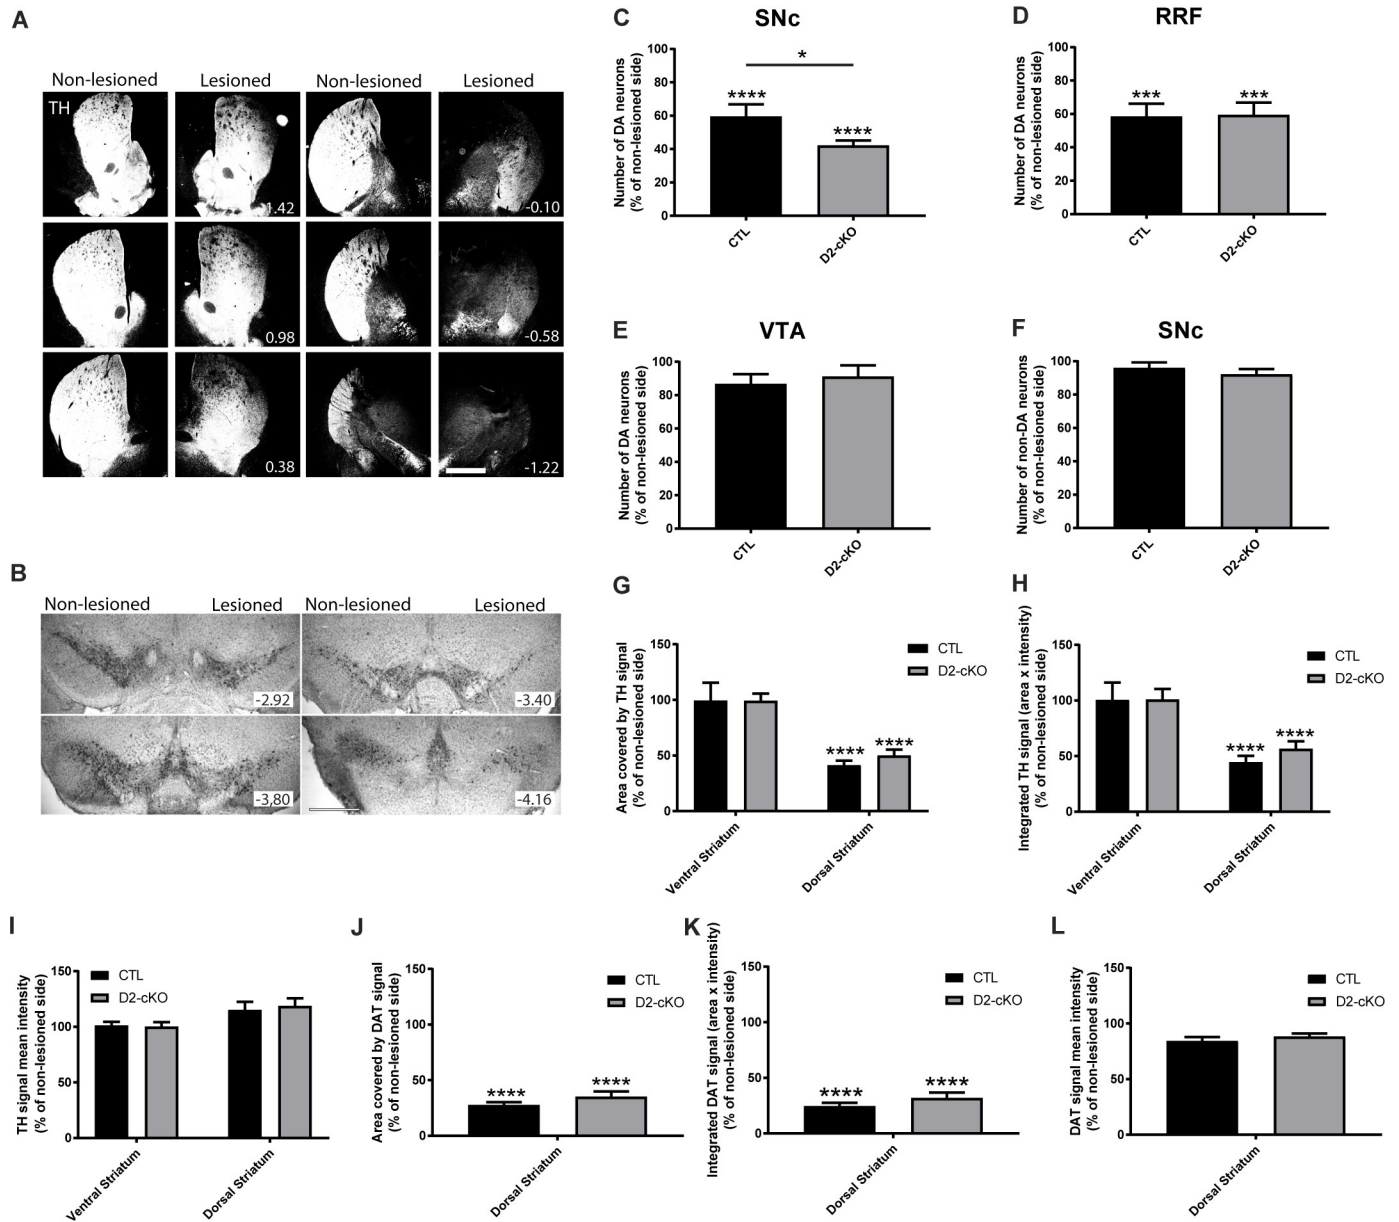 A
Non-lesioned Lesioned Non-lesioned Lesioned
TH
1.42
-0.10
0.98
-0.58
0.38
-1.22
B
Non-lesioned Lesioned Non-lesioned Lesioned
-2.92
-3.40
-3,80
-4.16
C
SNc
Number of DA neurons
(% of non-lesioned side)
100
80
60
40
20
0
*
****
****
CTL
D2-cKO
D
RRF
Number of DA neurons
(% of non-lesioned side)
100
80
60
40
20
0
***
***
CTL
D2-cKO
E
VTA
Number of DA neurons
(% of non-lesioned side)
100
80
60
40
20
0
CTL
D2-cKO
F
SNc
Number of non-DA neurons
(% of non-lesioned side)
100
80
60
40
20
0
CTL
D2-cKO
G
Area covered by TH signal
(% of non-lesioned side)
150
100
50
0
CTL
D2-cKO
****
****
Ventral Striatum
Dorsal Striatum
H
Integrated TH signal (area x intensity)
(% of non-lesioned side)
150
100
50
0
CTL
D2-cKO
****
****
Ventral Striatum
Dorsal Striatum
I
TH signal mean intensity
(% of non-lesioned side)
150
100
50
0
CTL
D2-cKO
Ventral Striatum
Dorsal Striatum
J
Area covered by DAT signal
(% of non-lesioned side)
150
100
50
0
CTL
D2-cKO
****
****
Dorsal Striatum
K
Integrated DAT signal (area x intensity)
(% of non-lesioned side)
150
100
50
0
CTL
D2-cKO
****
****
Dorsal Striatum
L
DAT signal mean intensity
(% of non-lesioned side)
150
100
50
0
CTL
D2-cKO
Dorsal Striatum